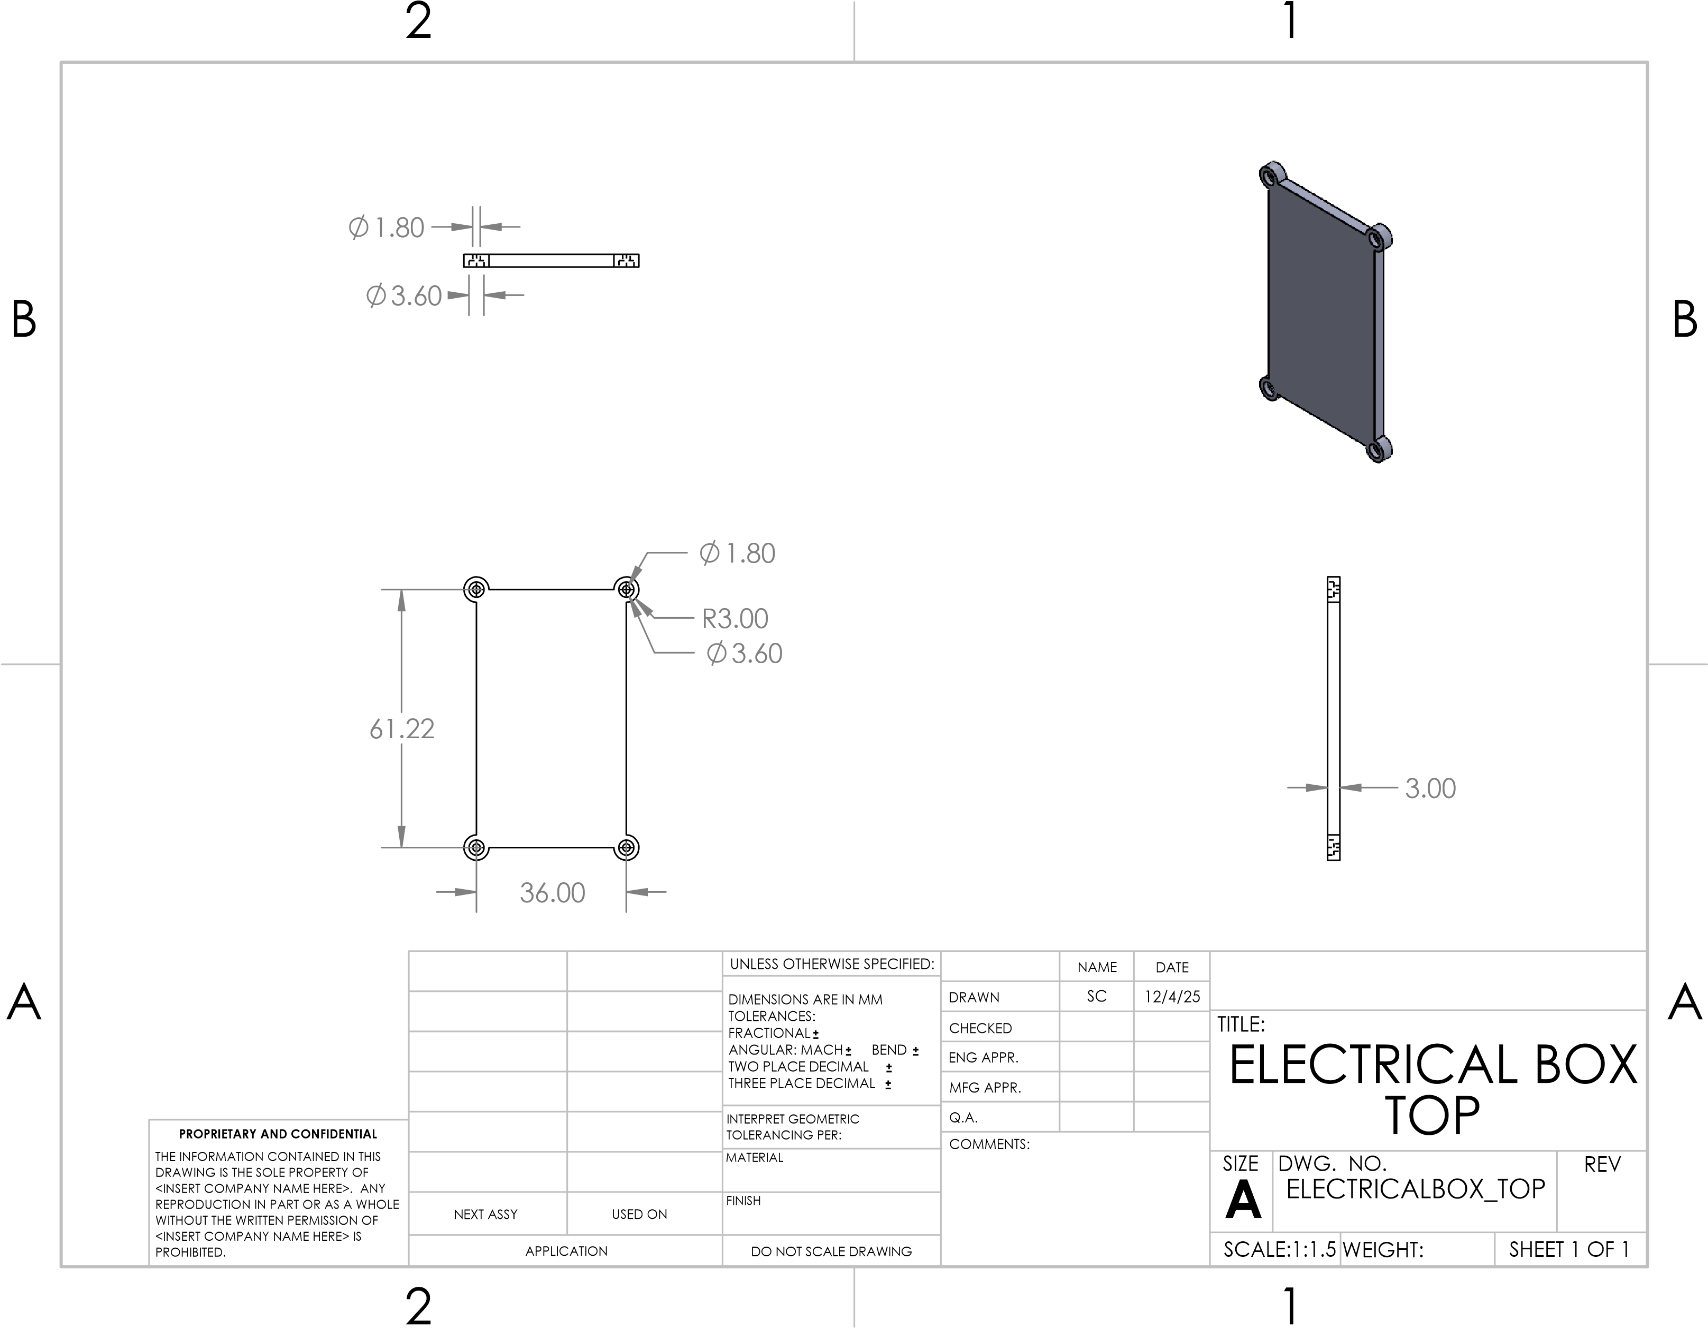 2
1
B
B
A
A
2
1
∅1.80
∅3.60
∅1.80
R3.00
∅3.60
61.22
36.00
3.00
UNLESS OTHERWISE SPECIFIED:
DIMENSIONS ARE IN MM
TOLERANCES:
FRACTIONAL±
ANGULAR: MACH± BEND ±
TWO PLACE DECIMAL ±
THREE PLACE DECIMAL ±
INTERPRET GEOMETRIC
TOLERANCING PER:
MATERIAL
FINISH
DO NOT SCALE DRAWING
NEXT ASSY
USED ON
APPLICATION
PROPRIETARY AND CONFIDENTIAL
THE INFORMATION CONTAINED IN THIS
DRAWING IS THE SOLE PROPERTY OF
<INSERT COMPANY NAME HERE>. ANY
REPRODUCTION IN PART OR AS A WHOLE
WITHOUT THE WRITTEN PERMISSION OF
<INSERT COMPANY NAME HERE> IS
PROHIBITED.
NAME
DATE
DRAWN
SC
12/4/25
CHECKED
ENG APPR.
MFG APPR.
Q.A.
COMMENTS:
TITLE:
ELECTRICAL BOX
TOP
SIZE
A
DWG. NO.
ELECTRICALBOX_TOP
REV
SCALE:1:1.5
WEIGHT:
SHEET 1 OF 1